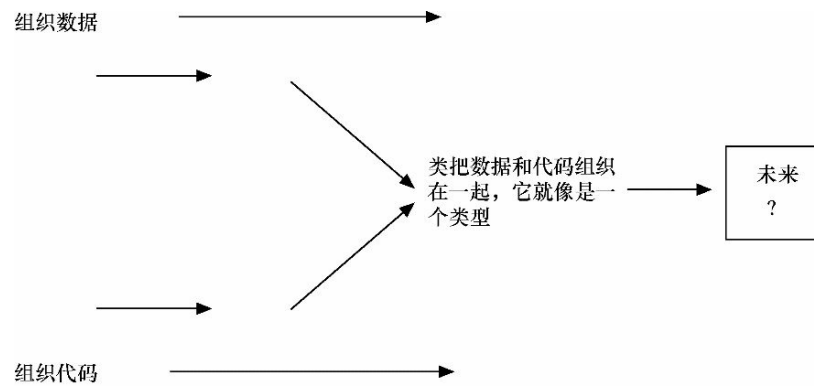 组织数据
类把数据和代码组织
在一起，它就像是一
个类型
未来
？
组织代码